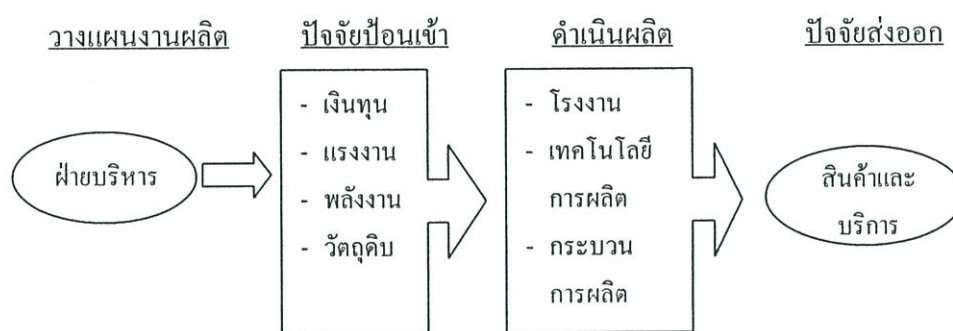 วางแผนงานผลิต
ปัจจัยป้อนเข้า
ดำเนินผลิต
ปัจจัยส่งออก
ฝ่ายบริหาร
- เงินทุน
- แรงงาน
- พลังงาน
- วัตถุดิบ
- โรงงาน
- เทคโนโลยี
การผลิต
- กระบวน
การผลิต
สินค้าและ
บริการ